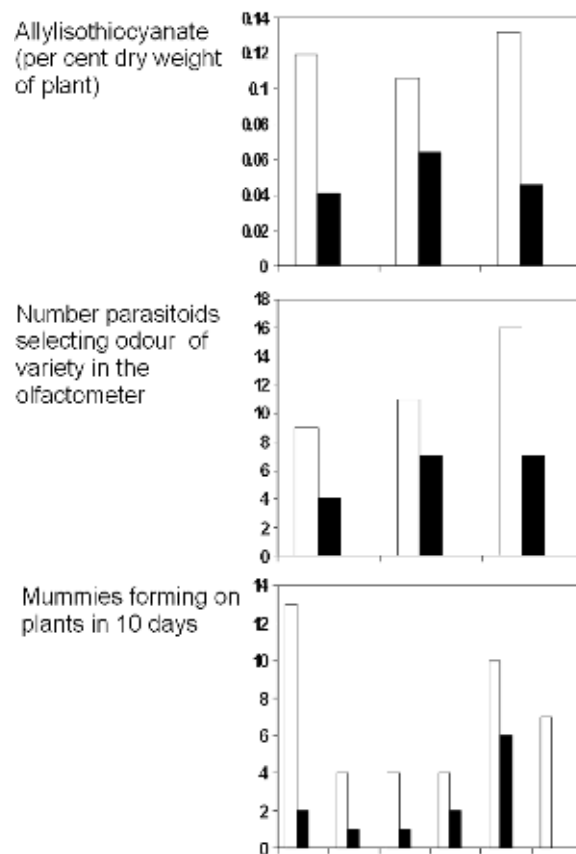 Allylisothiocyanate
(per cent dry weight
of plant)
0.14
0.12
0.1
0.08
0.06
0.04
0.02
0
Number parasitoids
selecting odour of
variety in the
olfactometer
18
16
14
12
10
8
6
4
2
0
Mummies forming on
plants in 10 days
14
12
10
8
6
4
2
0